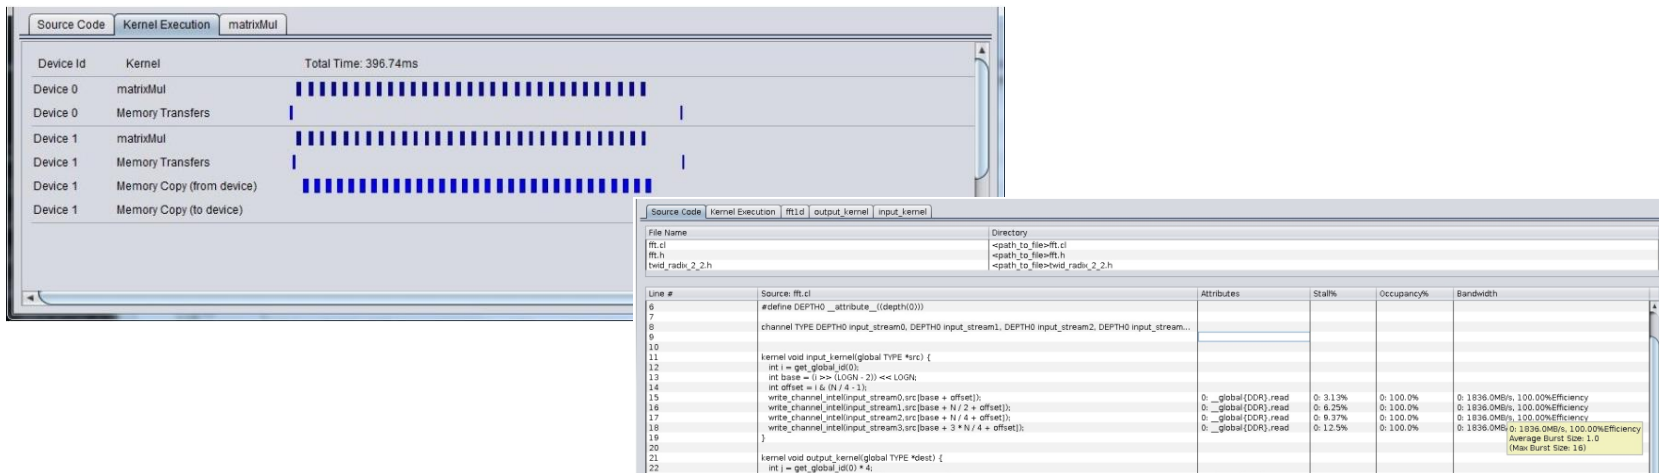 Source Code Kernel Execution matrixMul
Device Id Kernel Total Time: 396.74ms
Device 0 matrixMul
Device 0 Memory Transfers
Device 1 matrixMul
Device 1 Memory Transfers
Device 1 Memory Copy (from device)
Device 1 Memory Copy (to device)
Source Code Kernel Execution fft1d output_kernel input_kernel
File Name Directory
fft.cl <path_to_file>fft.cl
fft.h <path_to_file>fft.h
twid_radix_2_2.h <path_to_file>twid_radix_2_2.h
Line # Source: fft.cl Attributes Stall% Occupancy% Bandwidth
6 #define DEPTH0 __attribute__((depth(0)))
7
8 channel TYPE DEPTH0 input_stream0, DEPTH0 input_stream1, DEPTH0 input_stream2, DEPTH0 input_stream...
9
10
11 kernel void input_kernel(global TYPE *src) {
12 int i = get_global_id(0);
13 int base = (i >> (LOGN - 2)) << LOGN;
14 int offset = i & (N / 4 - 1);
15 write_channel_intel(input_stream0,src[base + offset]); 0: __global{DDR},read 0: 3.13% 0: 100.0% 0: 1836.0MB/s, 100.00%Efficiency
16 write_channel_intel(input_stream1,src[base + N / 2 + offset]); 0: __global{DDR},read 0: 6.25% 0: 100.0% 0: 1836.0MB/s, 100.00%Efficiency
17 write_channel_intel(input_stream2,src[base + N / 4 + offset]); 0: __global{DDR},read 0: 9.37% 0: 100.0% 0: 1836.0MB/s, 100.00%Efficiency
18 write_channel_intel(input_stream3,src[base + 3 * N / 4 + offset]); 0: __global{DDR},read 0: 12.5% 0: 100.0% 0: 1836.0MB
0: 1836.0MB/s, 100.00%Efficiency
19 }
Average Burst Size: 1.0
20
(Max Burst Size: 16)
21 kernel void output_kernel(global TYPE *dest) {
22 int j = get_global_id(0) * 4;